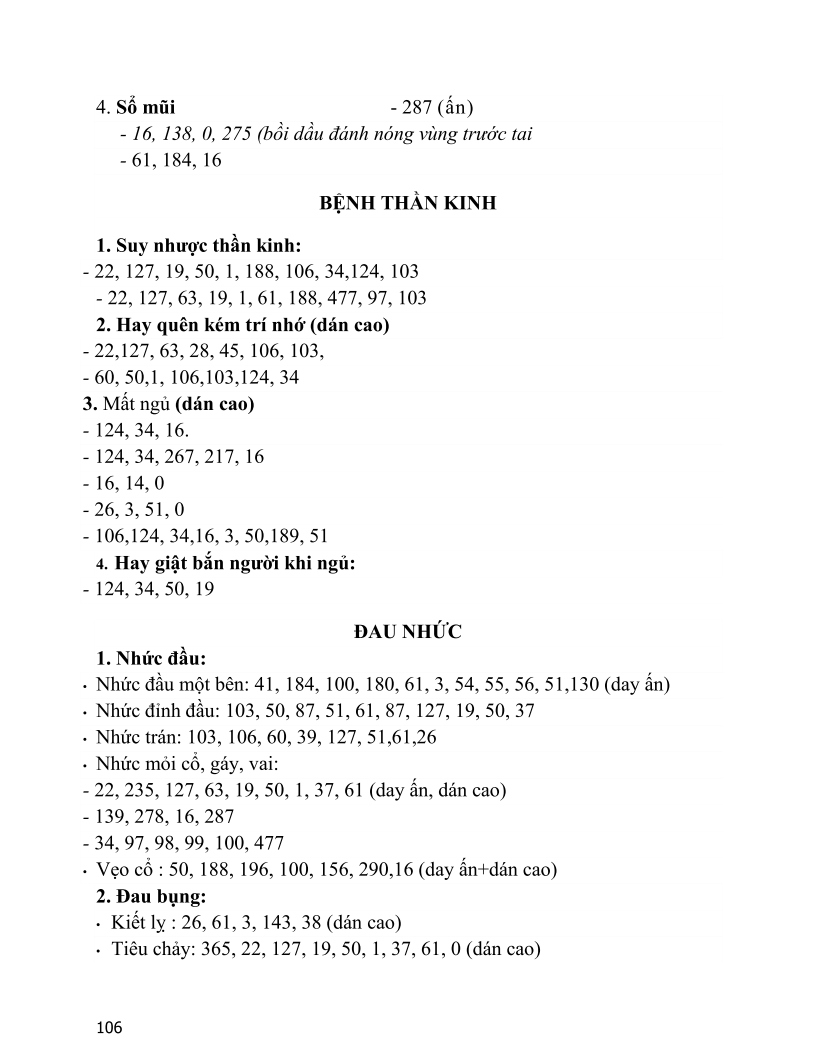 4. Sổ mũi - 287 (ấn)
- 16, 138, 0, 275 (bồi dầu đánh nóng vùng trước tai
- 61, 184, 16
BỆNH THẦN KINH
1. Suy nhược thần kinh:
- 22, 127, 19, 50, 1, 188, 106, 34,124, 103
- 22, 127, 63, 19, 1, 61, 188, 477, 97, 103
2. Hay quên kém trí nhớ (dán cao)
- 22,127, 63, 28, 45, 106, 103,
- 60, 50,1, 106,103,124, 34
3. Mất ngủ (dán cao)
- 124, 34, 16.
- 124, 34, 267, 217, 16
- 16, 14, 0
- 26, 3, 51, 0
- 106,124, 34,16, 3, 50,189, 51
4. Hay giật bắn người khi ngủ:
- 124, 34, 50, 19
ĐAU NHỨC
1. Nhức đầu:
• Nhức đầu một bên: 41, 184, 100, 180, 61, 3, 54, 55, 56, 51,130 (day ấn)
• Nhức đỉnh đầu: 103, 50, 87, 51, 61, 87, 127, 19, 50, 37
• Nhức trán: 103, 106, 60, 39, 127, 51,61,26
• Nhức mỏi cổ, gáy, vai:
- 22, 235, 127, 63, 19, 50, 1, 37, 61 (day ấn, dán cao)
- 139, 278, 16, 287
- 34, 97, 98, 99, 100, 477
• Vẹo cổ : 50, 188, 196, 100, 156, 290,16 (day ấn+dán cao)
2. Đau bụng:
• Kiết lỵ : 26, 61, 3, 143, 38 (dán cao)
• Tiêu chảy: 365, 22, 127, 19, 50, 1, 37, 61, 0 (dán cao)
106